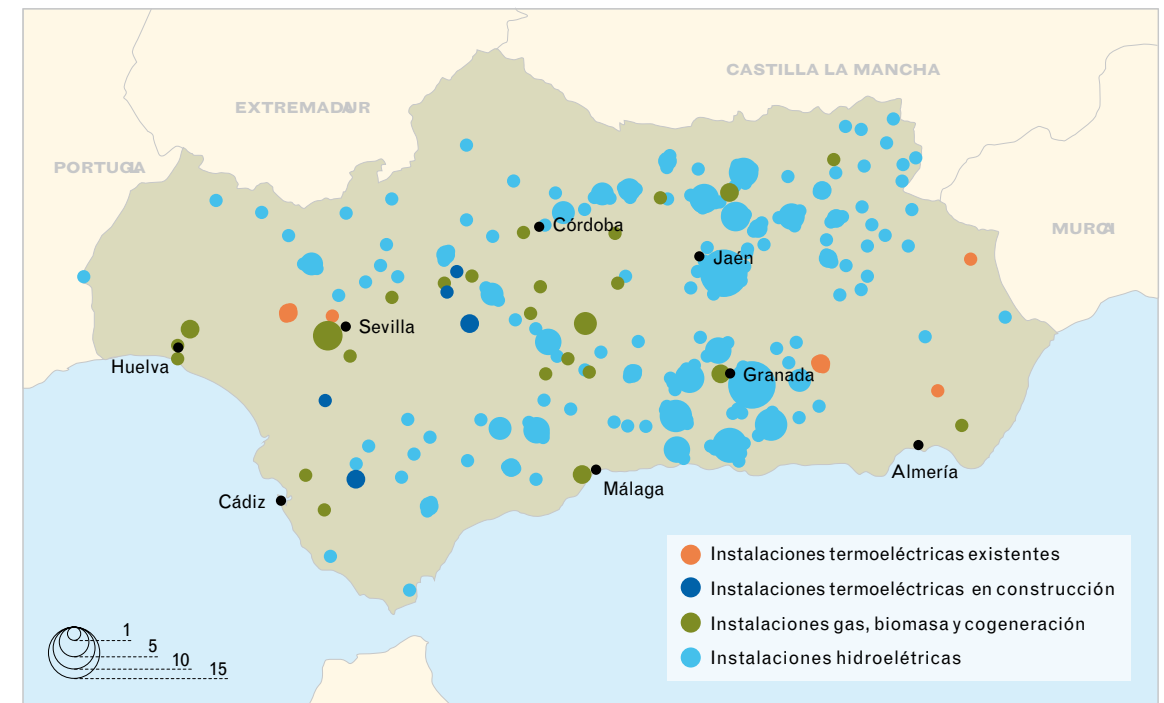 CASTILLA LA MANCHA
EXTREMADUR
PORTUGA
MURCI
Córdoba
Jaén
Sevilla
Huelva
Granada
Almería
Málaga
Cádiz
Instalaciones termoeléctricas existentes
Instalaciones termoeléctricas en construcción
Instalaciones gas, biomasa y cogeneración
Instalaciones hidroelétricas
1
5
10
15